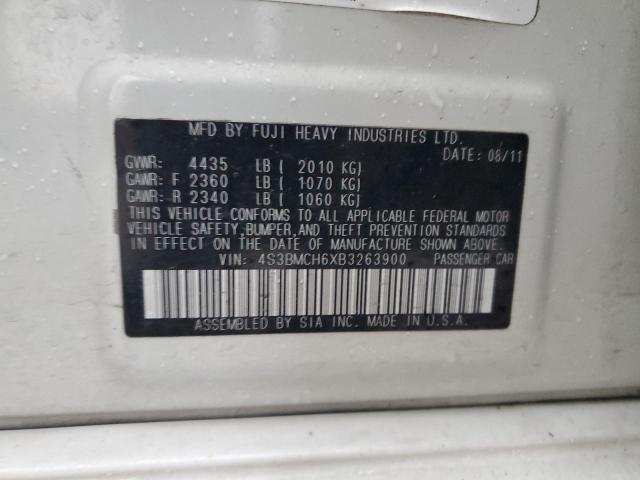 MFD BY FUJI HEAVY INDUSTRIES LTD.
DATE: 08/11
GVWR: 4435 LB ( 2010 KG)
GAWR: F 2360 LB ( 1070 KG)
GAWR: R 2340 LB ( 1060 KG)
THIS VEHICLE CONFORMS TO ALL APPLICABLE FEDERAL MOTOR
VEHICLE SAFETY,BUMPER,AND THEFT PREVENTION STANDARDS
IN EFFECT ON THE DATE OF MANUFACTURE SHOWN ABOVE.
VIN: 4S3BMCH6XB3263900 PASSENGER CAR
ASSEMBLED BY SIA INC. MADE IN U.S.A.